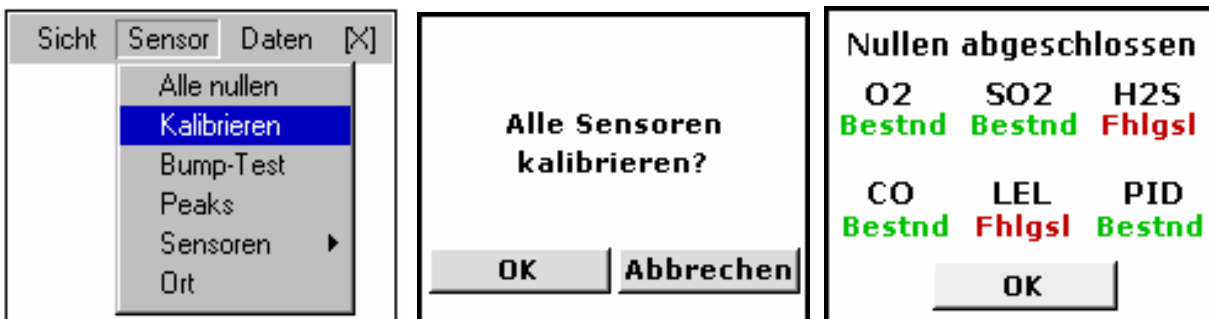 Sicht Sensor Daten [X]
Alle nullen
Kalibrieren
Bump-Test
Peaks
Sensoren
Ort
Alle Sensoren
kalibrieren?
OK Abbrechen
Nullen abgeschlossen
O2 SO2 H2S
Bestnd Bestnd Fhlgsl
CO LEL PID
Bestnd Fhlgsl Bestnd
OK